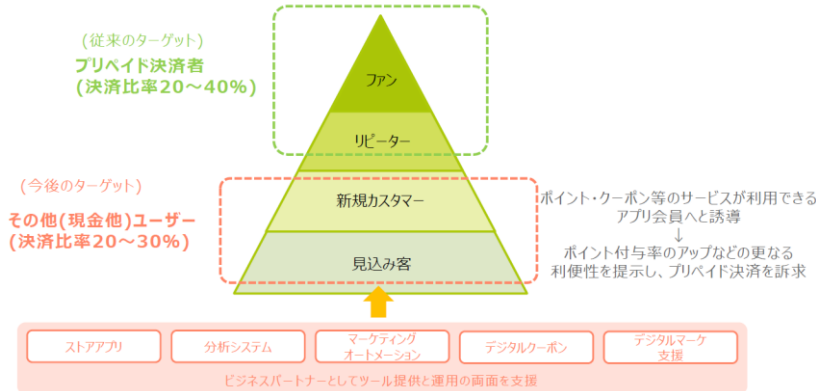 (従来のターゲット)
プリペイド決済者
(決済比率20～40%)
ファン
リピーター
(今後のターゲット)
その他(現金他)ユーザー
(決済比率20～30%)
新規カスタマー
見込み客
ポイント・クーポン等のサービスが利用できる
アプリ会員へと誘導
↓
ポイント付与率のアップなどの更なる
利便性を提示し、プリペイド決済を訴求
ストアアプリ
分析システム
マーケティング
オートメーション
デジタルクーポン
デジタルマーケ
支援
ビジネスパートナーとしてツール提供と運用の両面を支援